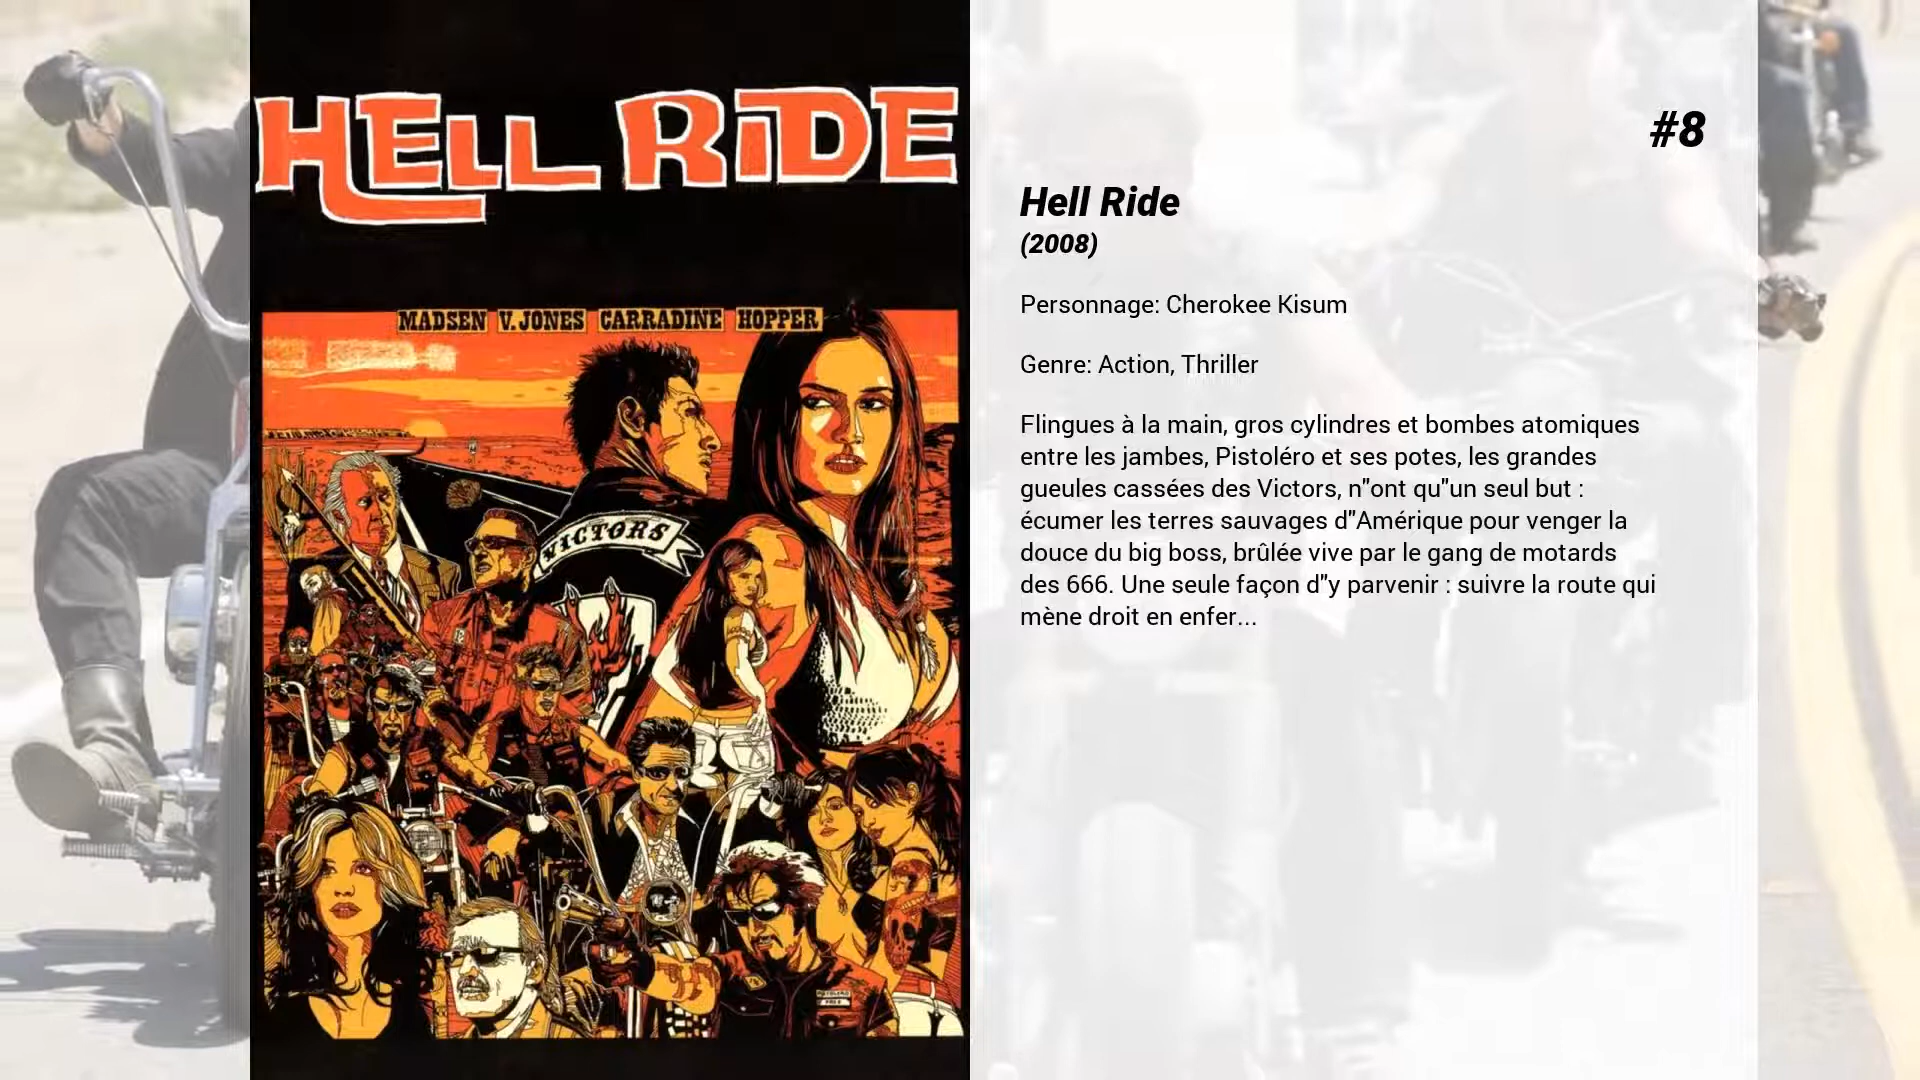 HELL RIDE
MADSEN V. JONES CARRADINE HOPPER
VICTORS
#8
Hell Ride
(2008)
Personnage: Cherokee Kisum
Genre: Action, Thriller
Flingues à la main, gros cylindres et bombes atomiques
entre les jambes, Pistoléro et ses potes, les grandes
gueules cassées des Victors, n"ont qu"un seul but :
écumer les terres sauvages d"Amérique pour venger la
douce du big boss, brûlée vive par le gang de motards
des 666. Une seule façon d"y parvenir : suivre la route qui
mène droit en enfer...